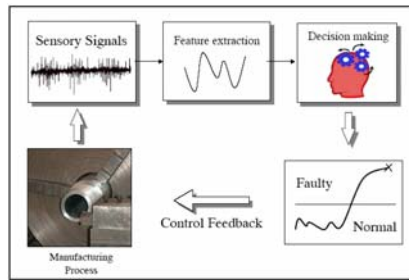 Sensory Signals
Feature extraction
Decision making
Faulty
Normal
Control Feedback
Manufacturing
Process